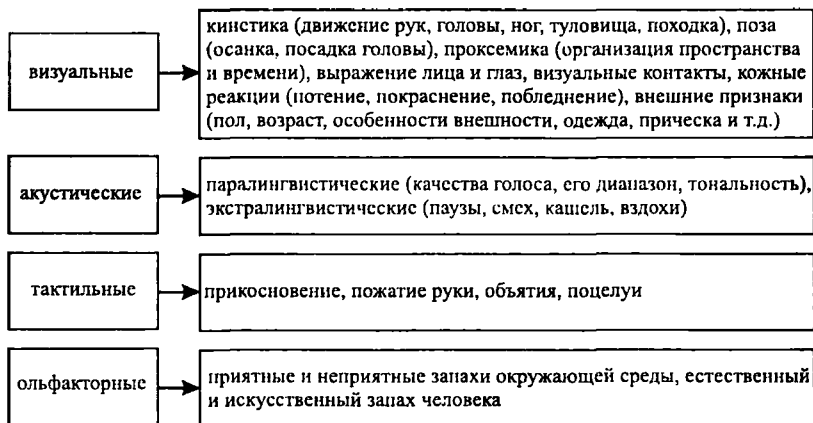 визуальные
кинстика (движение рук, головы, ног, туловища, походка), поза
(осанка, посадка головы), проксемика (организация пространства
и времени), выражение лица и глаз, визуальные контакты, кожные
реакции (потение, покраснение, побледнение), внешние признаки
(пол, возраст, особенности внешности, одежда, прическа и т.д.)
акустические
паралингвистические (качества голоса, его диапазон, тональность),
экстралингвистические (паузы, смех, кашель, вздохи)
тактильные
прикосновение, пожатие руки, объятия, поцелуи
ольфакторные
приятные и неприятные запахи окружающей среды, естественный
и искусственный запах человека